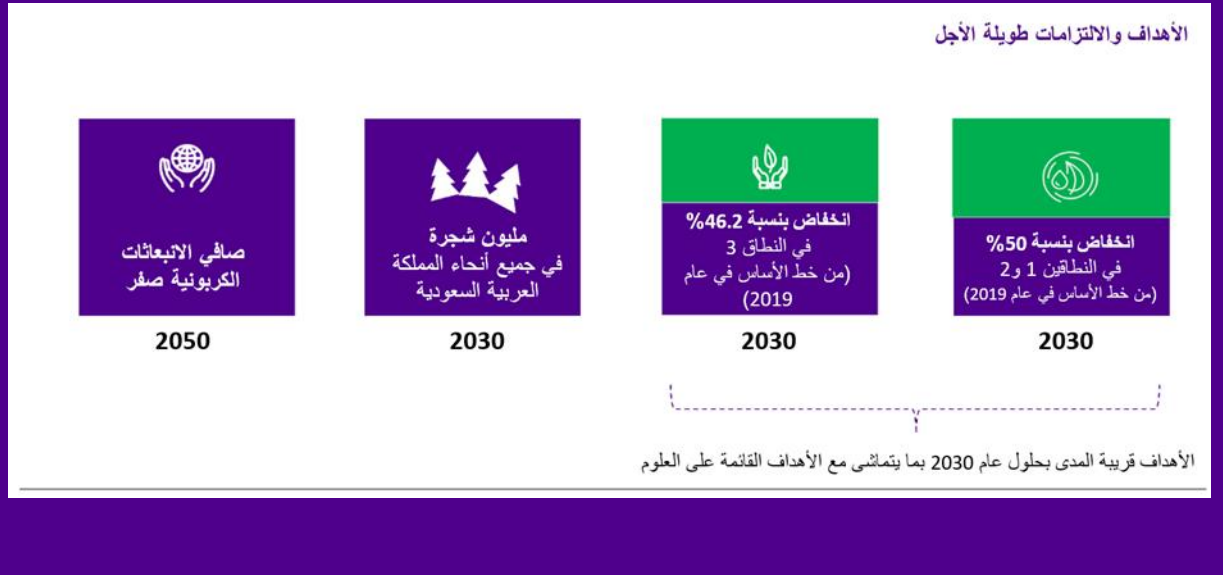 الأهداف والالتزامات طويلة الأجل
انخفاض بنسبة 50%
في النطاقين 1 و2
(من خط الأساس في عام 2019)
2030
انخفاض بنسبة 46.2%
في النطاق 3
(من خط الأساس في عام
2019)
2030
مليون شجرة
في جميع أنحاء المملكة
العربية السعودية
2030
صافي الانبعاثات
الكربونية صفر
2050
الأهداف قريبة المدى بحلول عام 2030 بما يتماشى مع الأهداف القائمة على العلوم